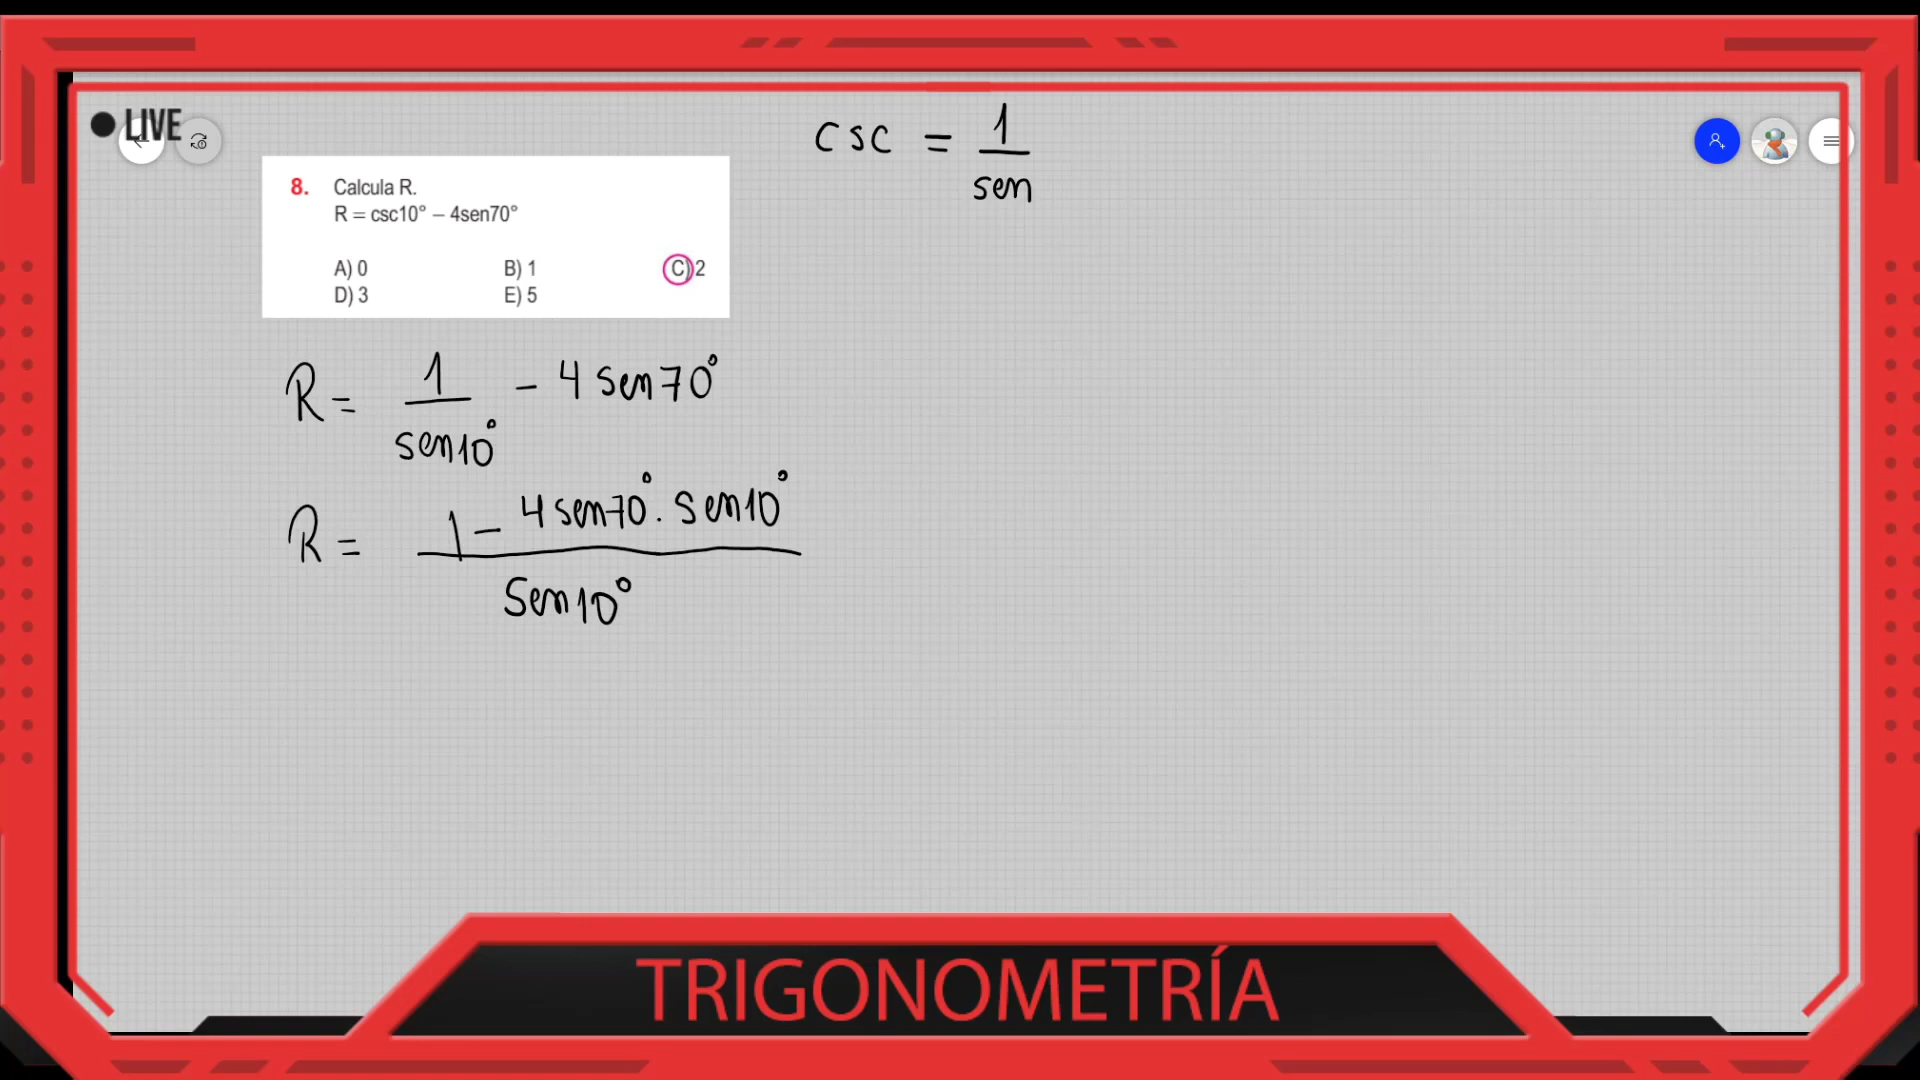 LIVE
8. Calcula R.
R = csc10° – 4sen70°
A) 0 B) 1 C) 2
D) 3 E) 5
csc = 1/sen
R = 1/sen10° - 4 sen70°
R = 1 - 4 sen70° . sen10° / Sen10°
TRIGONOMETRÍA